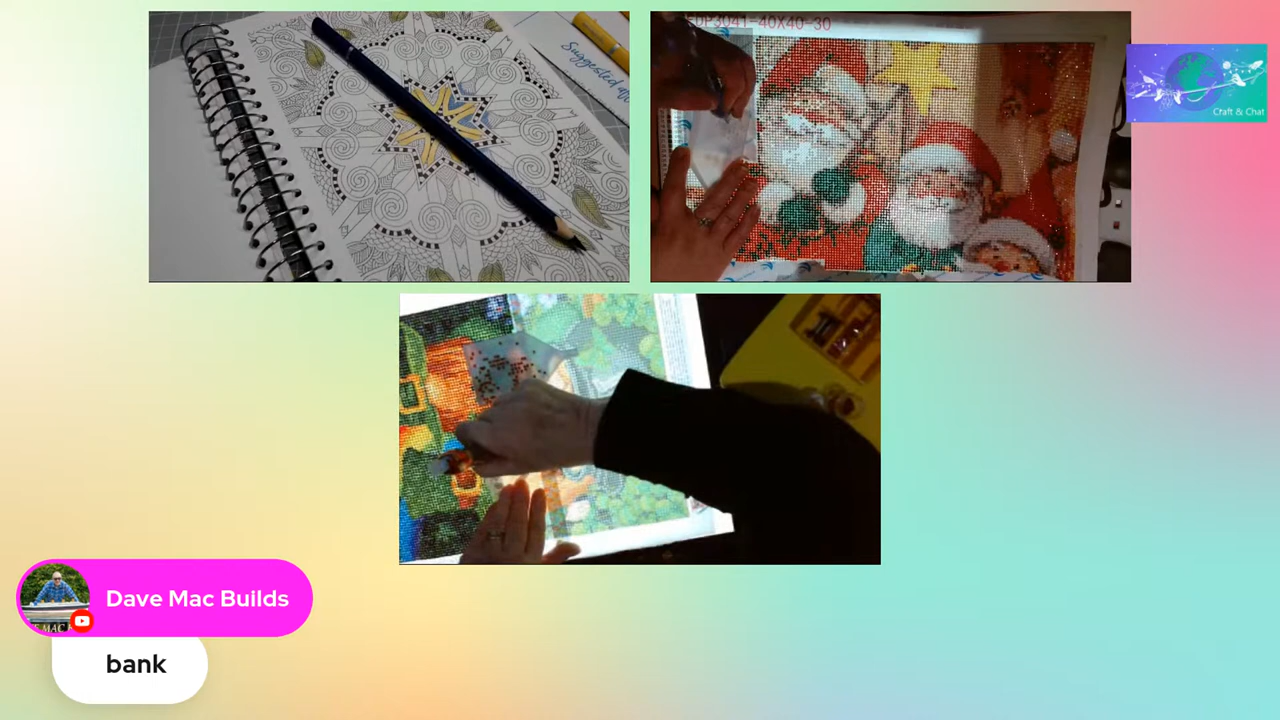 Suggested
DP3041-40X40-30
Craft & Chat
Dave Mac Builds
bank